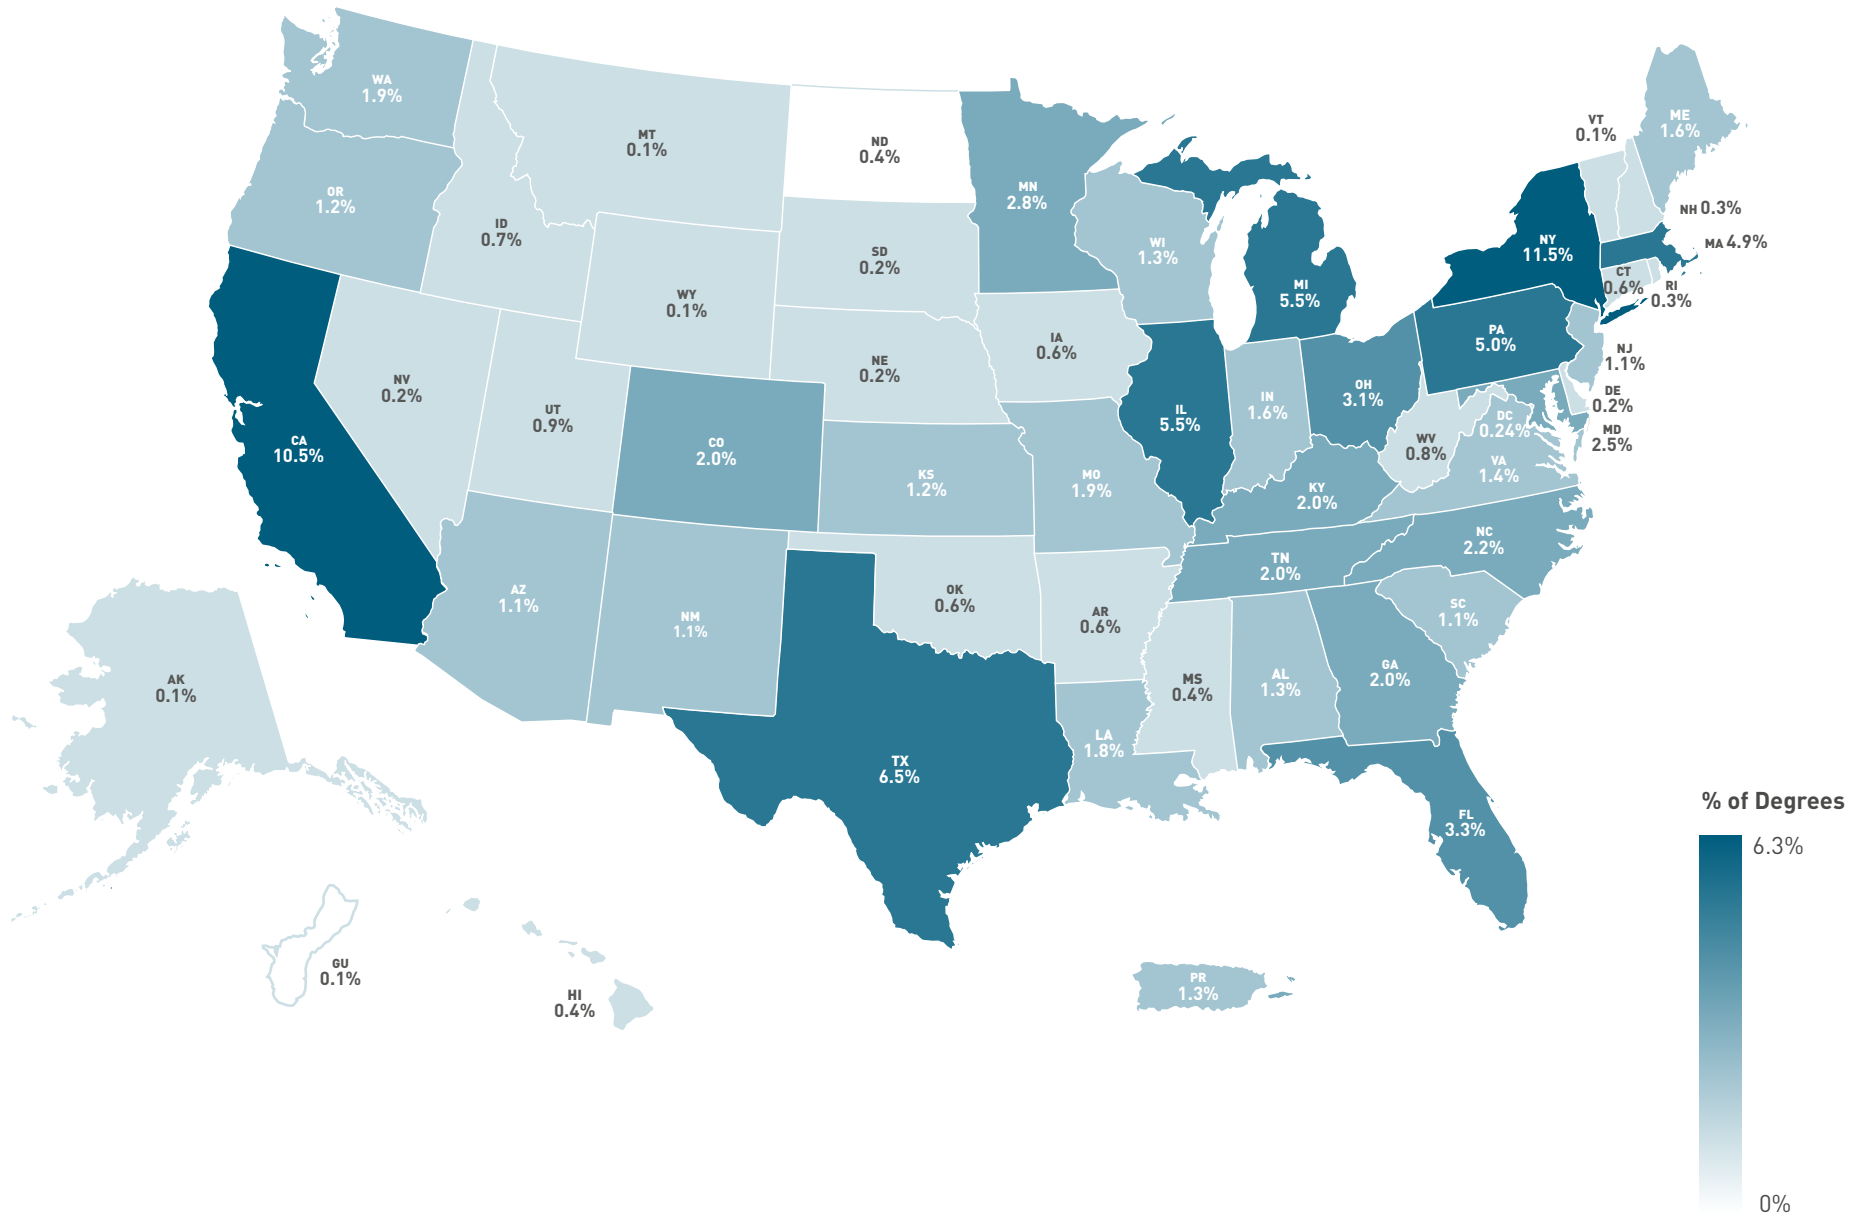 WA
1.9%
MT
0.1%
ND
0.4%
VT
0.1%
ME
1.6%
OR
1.2%
ID
0.7%
MN
2.8%
NH 0.3%
SD
0.2%
WI
1.3%
NY
11.5%
MA 4.9%
WY
0.1%
MI
5.5%
CT
0.6%
RI
0.3%
IA
0.6%
PA
5.0%
NJ
1.1%
NE
0.2%
NV
0.2%
UT
0.9%
OH
3.1%
IN
1.6%
DE
0.2%
IL
5.5%
DC
0.24%
MD
2.5%
CA
10.5%
CO
2.0%
WV
0.8%
VA
1.4%
KS
1.2%
MO
1.9%
KY
2.0%
NC
2.2%
TN
2.0%
AZ
1.1%
OK
0.6%
AR
0.6%
SC
1.1%
NM
1.1%
GA
2.0%
AL
1.3%
MS
0.4%
AK
0.1%
LA
1.8%
TX
6.5%
FL
3.3%
% of Degrees
6.3%
GU
0.1%
HI
0.4%
PR
1.3%
0%